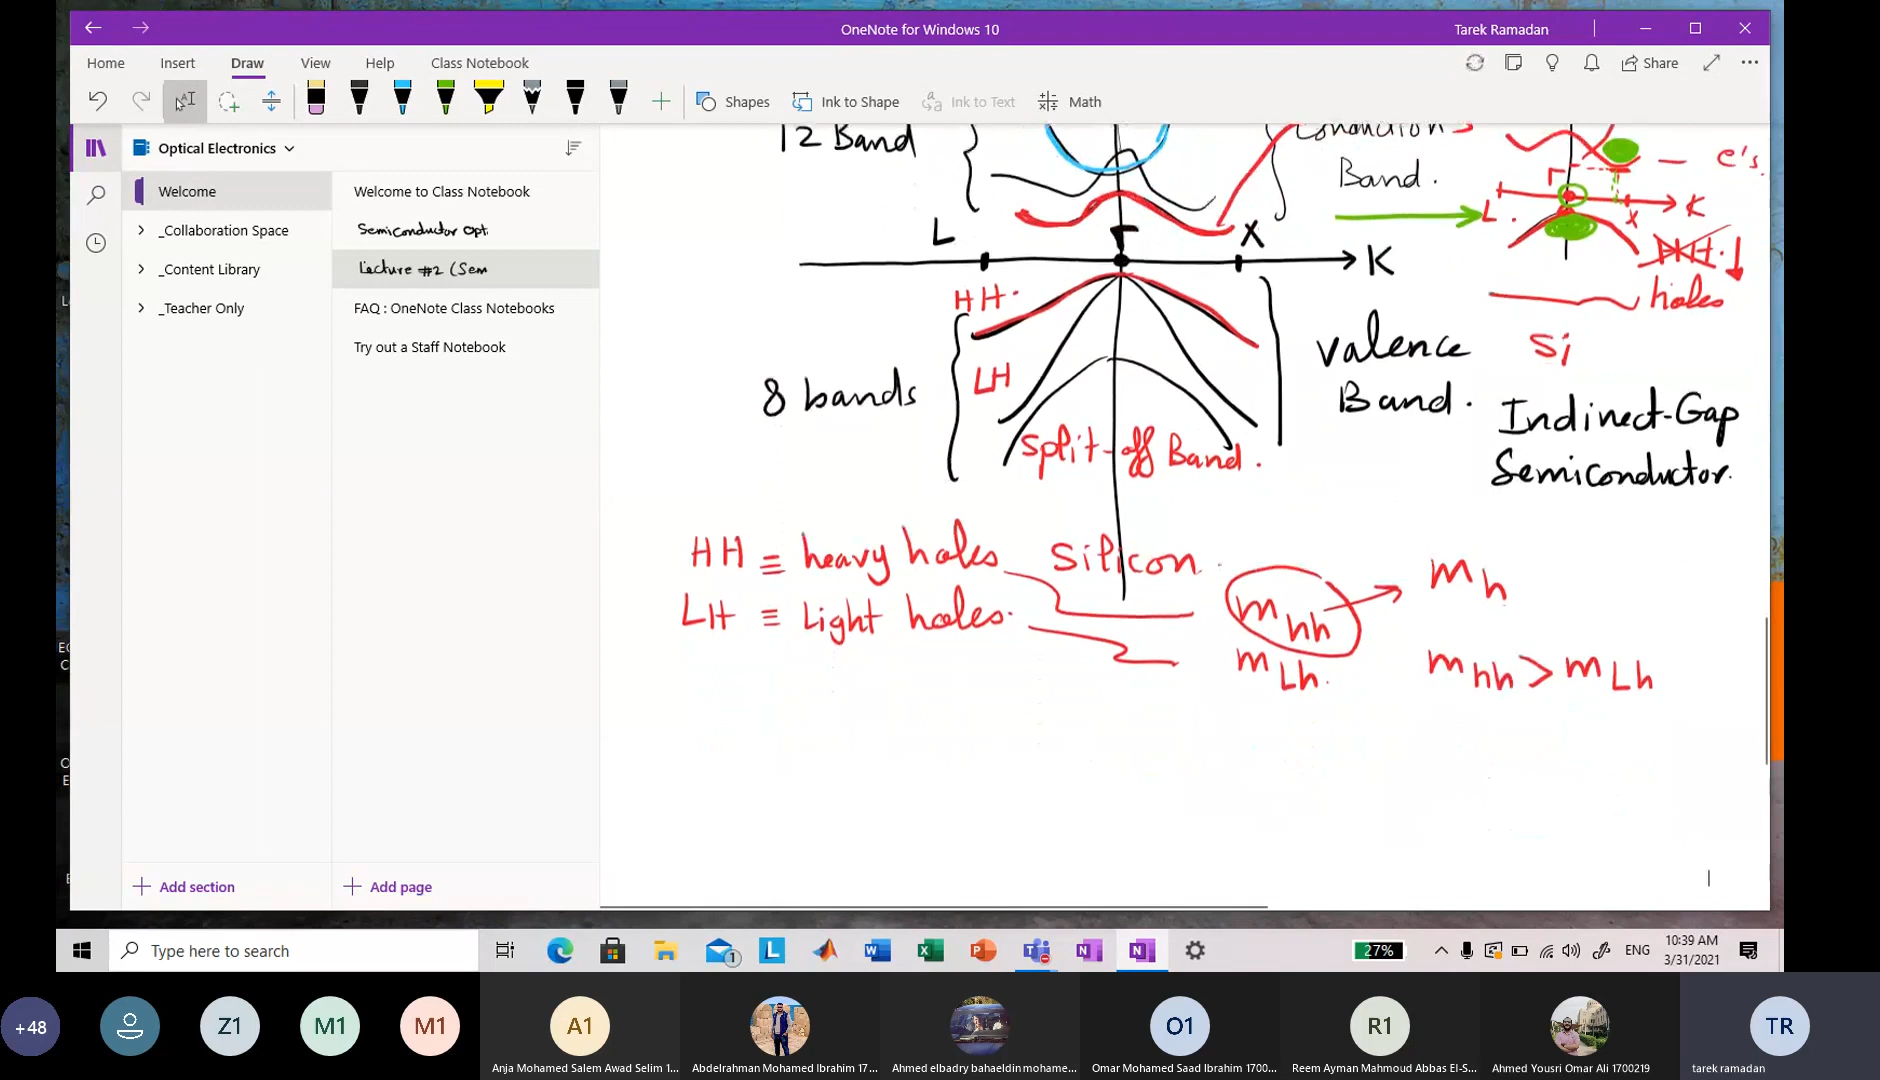 OneNote for Windows 10
Tarek Ramadan
Home Insert Draw View Help Class Notebook
Share
Shapes Ink to Shape Ink to Text Math
Optical Electronics
Welcome
_Collaboration Space
_Content Library
_Teacher Only
Welcome to Class Notebook
Semiconductor Opt
Lecture #2 (Sem
FAQ : OneNote Class Notebooks
Try out a Staff Notebook
Add section
Add page
12 Band
Band.
L Γ X K
HH.
LH
8 bands
Split-off Band.
Valence
Band.
e's.
Γ
L. X K
HH.
holes
Si
Indirect-Gap
Semiconductor.
HH ≡ heavy holes Silicon.
LH ≡ Light holes.
m hh → m h
m Lh.
m hh > m Lh
Type here to search
1
27%
ENG
10:39 AM
3/31/2021
+48
Z1
M1
M1
A1
O1
R1
TR
Anja Mohamed Salem Awad Selim 1...
Abdelrahman Mohamed Ibrahim 17...
Ahmed elbadry bahaeldin mohame...
Omar Mohamed Saad Ibrahim 1700...
Reem Ayman Mahmoud Abbas El-S...
Ahmed Yousri Omar Ali 1700219
tarek ramadan